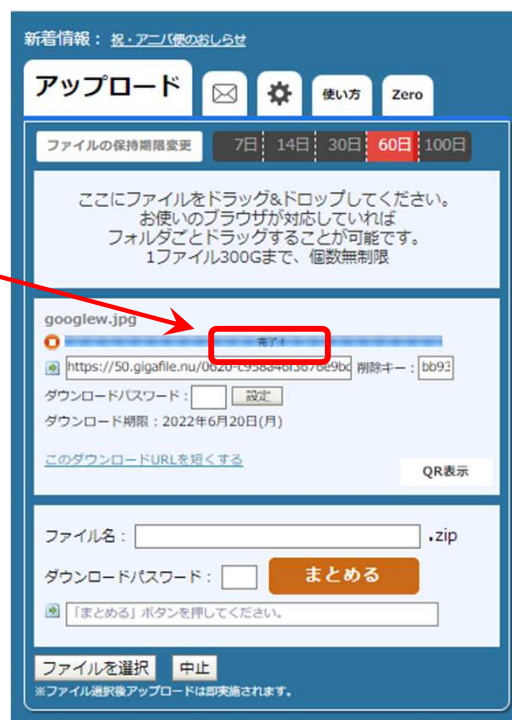 新着情報： 祝・アニバ便のおしらせ
アップロード 使い方 Zero
ファイルの保持期限変更 7日 14日 30日 60日 100日
ここにファイルをドラッグ&ドロップしてください。
お使いのブラウザが対応していれば
フォルダごとドラッグすることが可能です。
1ファイル300Gまで、個数無制限
googlew.jpg
完了！
https://50.gigafile.nu/0620- 削除キー： bb93
ダウンロードパスワード： 設定
ダウンロード期限：2022年6月20日(月)
このダウンロードURLを短くする
QR表示
ファイル名： .zip
ダウンロードパスワード： まとめる
「まとめる」ボタンを押してください。
ファイルを選択 中止
※ファイル選択後アップロードは即実施されます。